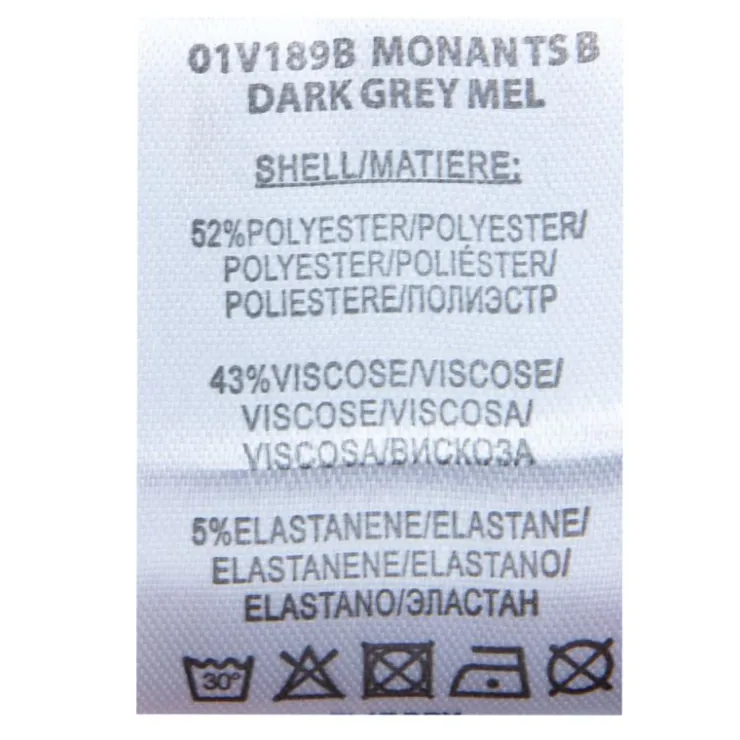 01V189B MONANTS B
DARK GREY MEL
SHELL/MATIERE:
52%POLYESTER/POLYESTER/
POLYESTER/POLIÉSTER/
POLIESTERE/ПОЛИЭСТР
43%VISCOSE/VISCOSE/
VISCOSE/VISCOSA/
VISCOSA/ВИСКОЗА
5%ELASTANENE/ELASTANE/
ELASTANENE/ELASTANO/
ELASTANO/ЭЛАСТАН
30°